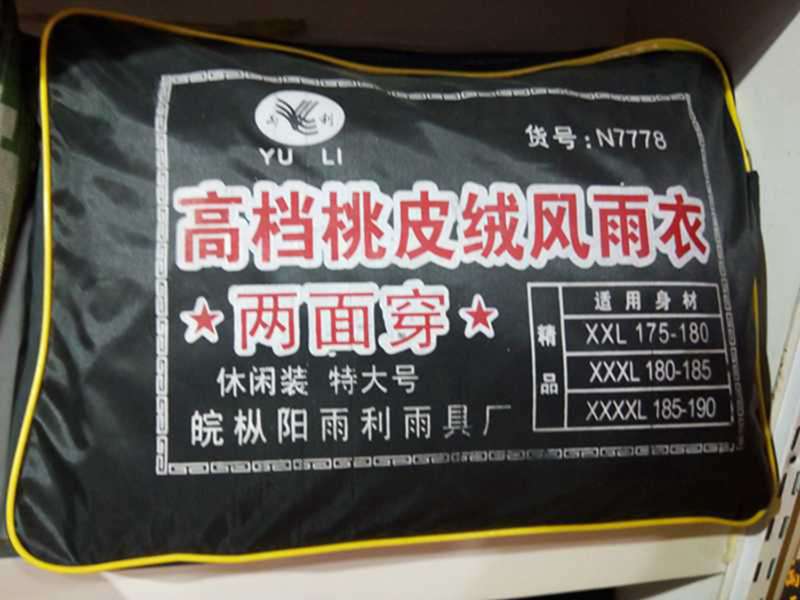 雨利
YU LI
货号:N7778
高档桃皮绒风雨衣
★两面穿★
休闲装 特大号
皖枞阳雨利雨具厂
精品
适用身材
XXL 175-180
XXXL 180-185
XXXXL 185-190